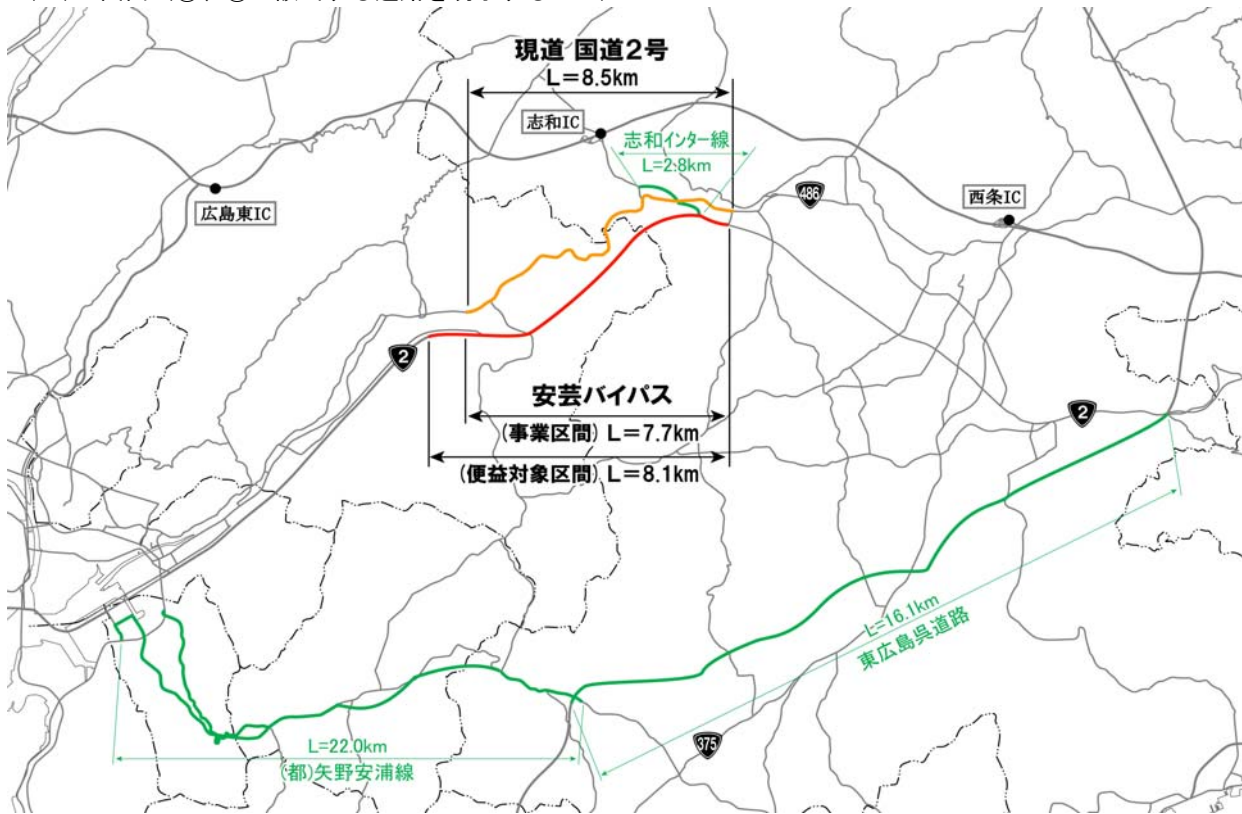 現道 国道2号
L=8.5km
志和IC
志和インター線
L=2.8km
486
広島東IC
西条IC
2
安芸バイパス
(事業区間) L=7.7km
(便益対象区間) L=8.1km
2
L=16.1km
東広島呉道路
375
L=22.0km
(都)矢野安浦線